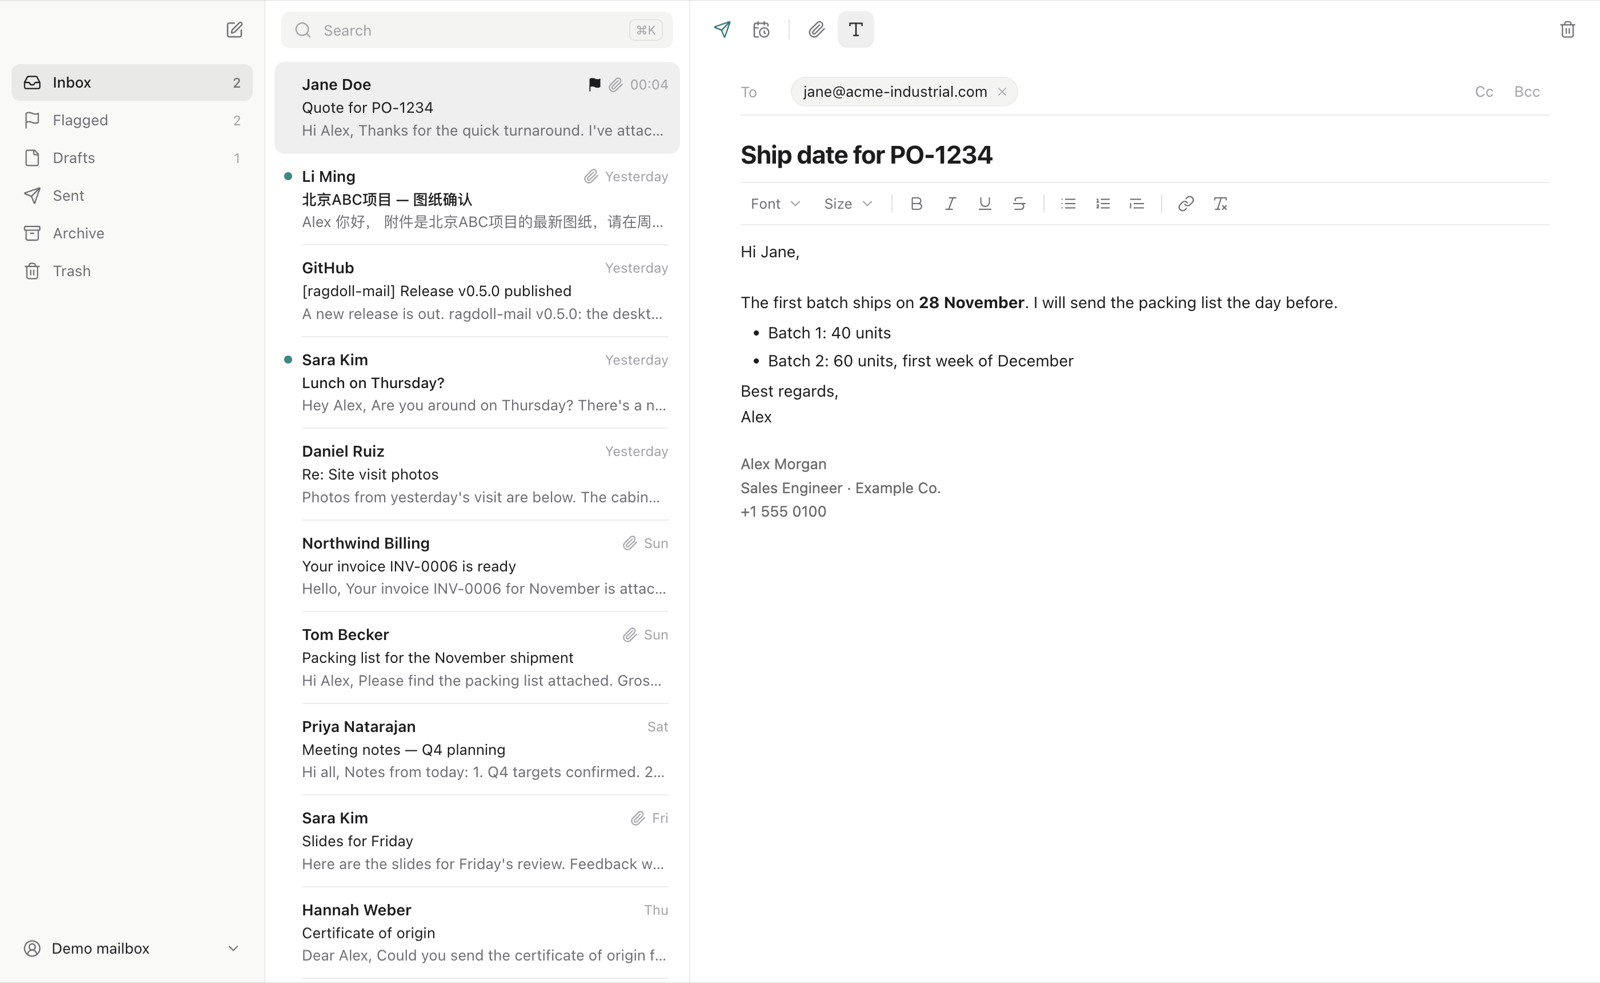 Inbox 2
Flagged 2
Drafts 1
Sent
Archive
Trash
Demo mailbox
Search ⌘K
Jane Doe 00:04
Quote for PO-1234
Hi Alex, Thanks for the quick turnaround. I've attac...
Li Ming Yesterday
北京ABC项目 — 图纸确认
Alex 你好， 附件是北京ABC项目的最新图纸，请在周...
GitHub Yesterday
[ragdoll-mail] Release v0.5.0 published
A new release is out. ragdoll-mail v0.5.0: the deskt...
Sara Kim Yesterday
Lunch on Thursday?
Hey Alex, Are you around on Thursday? There's a n...
Daniel Ruiz Yesterday
Re: Site visit photos
Photos from yesterday's visit are below. The cabin...
Northwind Billing Sun
Your invoice INV-0006 is ready
Hello, Your invoice INV-0006 for November is attac...
Tom Becker Sun
Packing list for the November shipment
Hi Alex, Please find the packing list attached. Gros...
Priya Natarajan Sat
Meeting notes — Q4 planning
Hi all, Notes from today: 1. Q4 targets confirmed. 2...
Sara Kim Fri
Slides for Friday
Here are the slides for Friday's review. Feedback w...
Hannah Weber Thu
Certificate of origin
Dear Alex, Could you send the certificate of origin f...
To jane@acme-industrial.com × Cc Bcc
Ship date for PO-1234
Font Size B I U S
Hi Jane,
The first batch ships on 28 November. I will send the packing list the day before.
• Batch 1: 40 units
• Batch 2: 60 units, first week of December
Best regards,
Alex
Alex Morgan
Sales Engineer · Example Co.
+1 555 0100